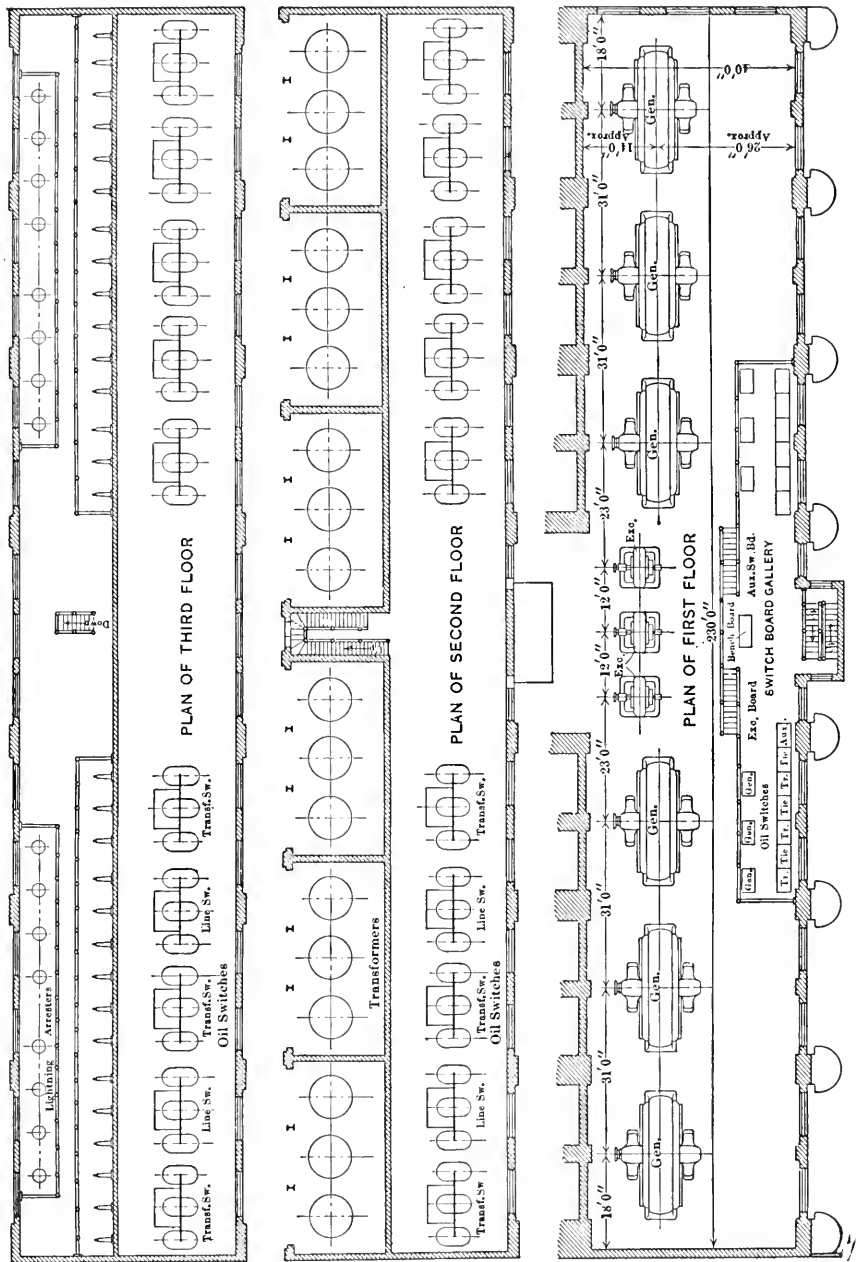 Lightning Arresters
Down
PLAN OF THIRD FLOOR
Transf.Sw.
Line Sw.
Transf.Sw.
Line Sw.
Transf.Sw.
Oil Switches
Transformers
PLAN OF SECOND FLOOR
Transf.Sw
Line Sw.
Transf.Sw.
Line Sw.
Transf.Sw.
Oil Switches
18'0"
31'0"
31'0"
23'0"
12'0"
12'0"
23'0"
31'0"
31'0"
18'0"
Gen.
Gen.
Gen.
Exc.
Exc.
Gen.
Gen.
Gen.
14'0"
Approx.
26'0"
Approx.
40'0"
PLAN OF FIRST FLOOR
230'0"
Exc. Board
Bench Board
Aux. Sw. Bd.
SWITCH BOARD GALLERY
Gen.
Gen.
Gen.
Oil Switches
Tr. Tie Tr. Tie Tr. Tie Aux.